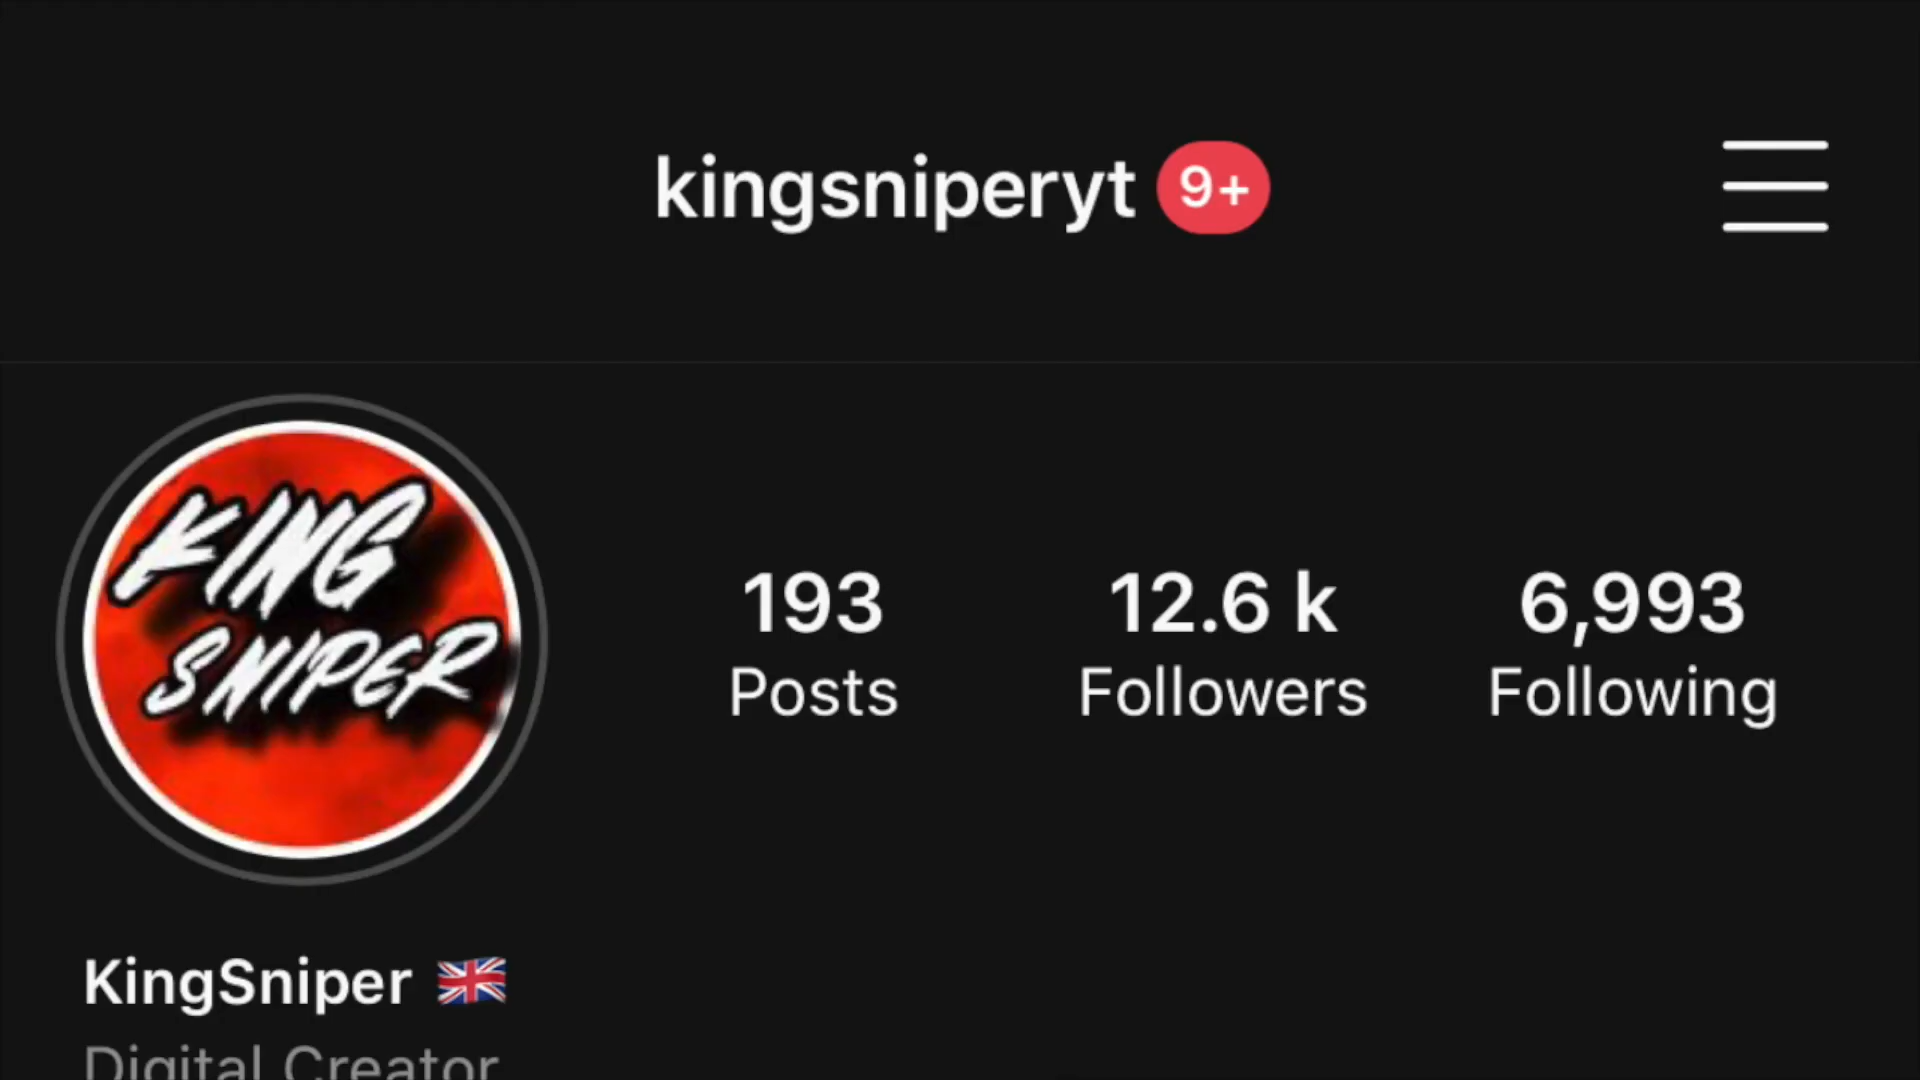 kingsniperyt 9+
KING
SNIPER
193 12.6 k 6,993
Posts Followers Following
KingSniper 🇬🇧
Digital Creator